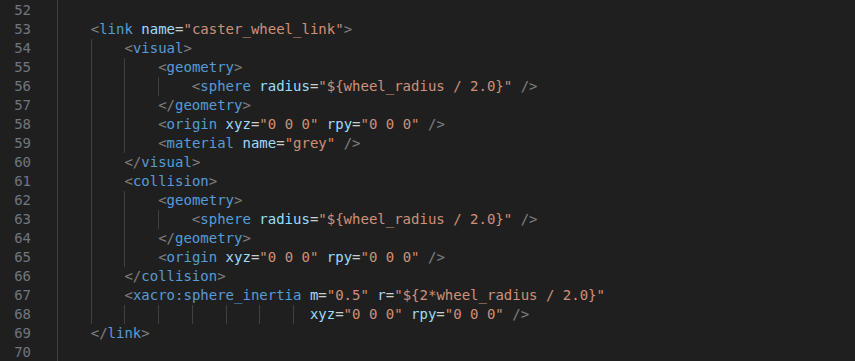 52
53 <link name="caster_wheel_link">
54 <visual>
55 <geometry>
56 <sphere radius="${wheel_radius / 2.0}" />
57 </geometry>
58 <origin xyz="0 0 0" rpy="0 0 0" />
59 <material name="grey" />
60 </visual>
61 <collision>
62 <geometry>
63 <sphere radius="${wheel_radius / 2.0}" />
64 </geometry>
65 <origin xyz="0 0 0" rpy="0 0 0" />
66 </collision>
67 <xacro:sphere_inertia m="0.5" r="${2*wheel_radius / 2.0}"
68 xyz="0 0 0" rpy="0 0 0" />
69 </link>
70